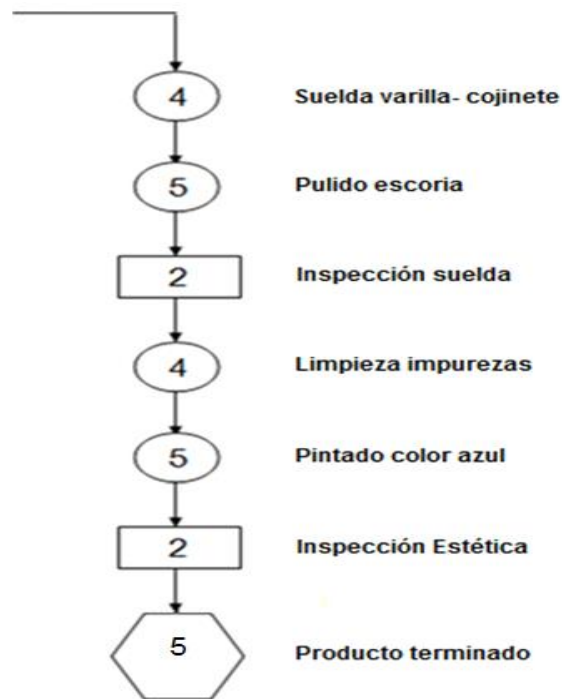 4 Suelda varilla- cojinete
5 Pulido escoria
2 Inspección suelda
4 Limpieza impurezas
5 Pintado color azul
2 Inspección Estética
5 Producto terminado